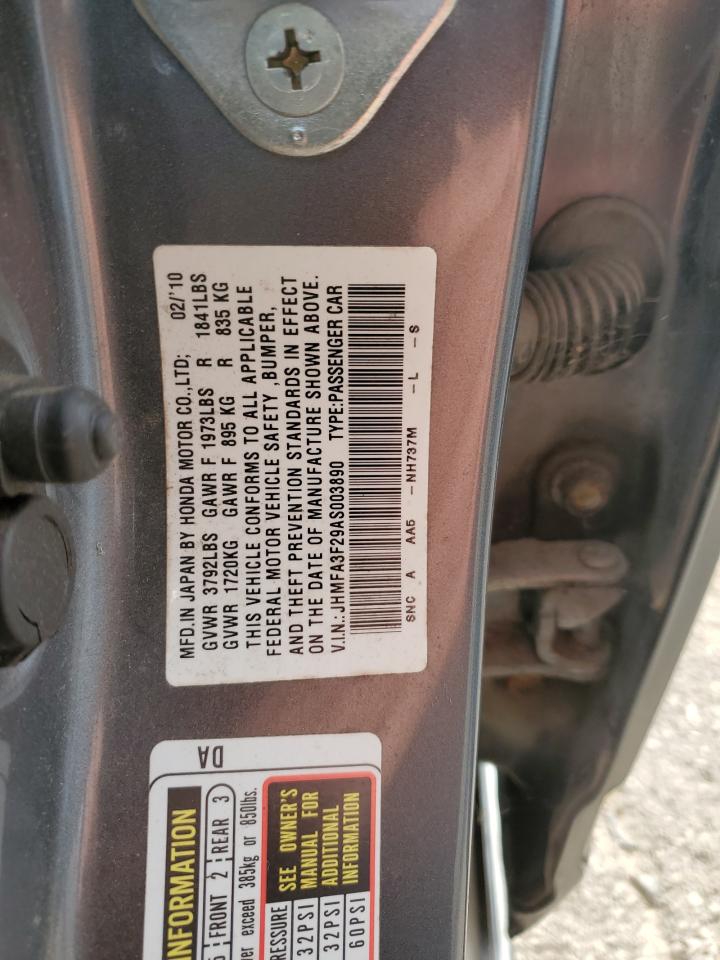 MFD.IN JAPAN BY HONDA MOTOR CO.,LTD; 02/'10
GVWR 3792LBS GAWR F 1973LBS R 1841LBS
GVWR 1720KG GAWR F 895 KG R 835 KG
THIS VEHICLE CONFORMS TO ALL APPLICABLE
FEDERAL MOTOR VEHICLE SAFETY ,BUMPER,
AND THEFT PREVENTION STANDARDS IN EFFECT
ON THE DATE OF MANUFACTURE SHOWN ABOVE.
V.I.N.: JHMFA3F29AS003890 TYPE:PASSENGER CAR
SNC A AA5 -NH737M -L -S
DA
INFORMATION
5 FRONT 2 REAR 3
ver exceed 385kg or 850lbs.
RESSURE
32PSI
32PSI
60PSI
SEE OWNER'S
MANUAL FOR
ADDITIONAL
INFORMATION